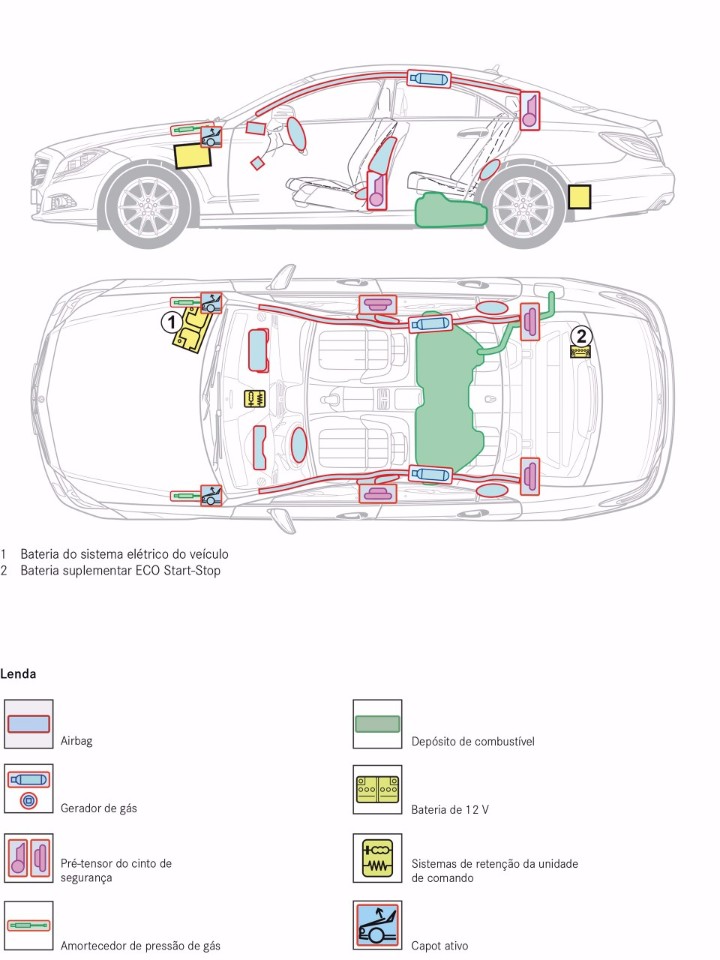 1
2
1 Bateria do sistema elétrico do veículo
2 Bateria suplementar ECO Start-Stop
Lenda
Airbag
Depósito de combustível
Gerador de gás
Bateria de 12 V
Pré-tensor do cinto de
segurança
Sistemas de retenção da unidade
de comando
Amortecedor de pressão de gás
Capot ativo